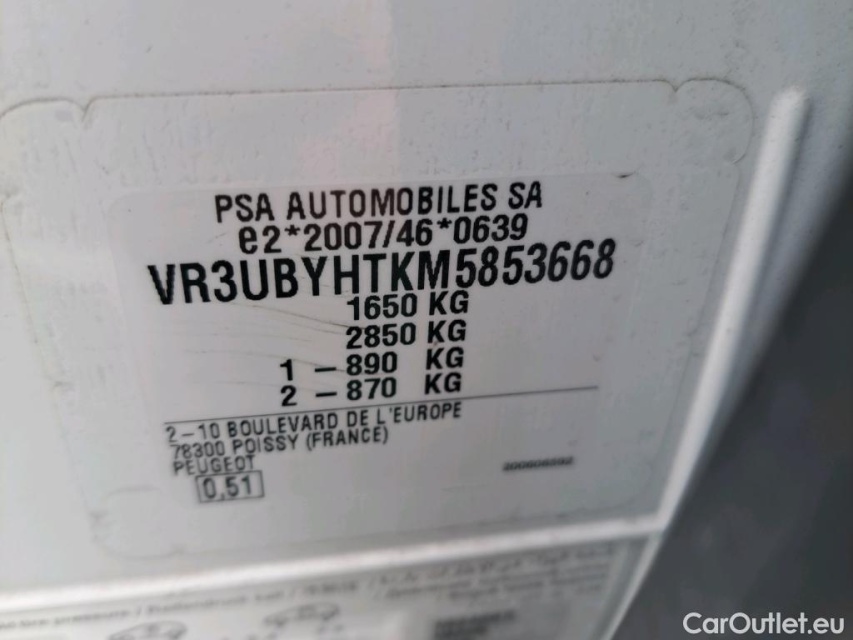 PSA AUTOMOBILES SA
e2*2007/46*0639
VR3UBYHTKM5853668
1650 KG
2850 KG
1 – 890 KG
2 – 870 KG
2-10 BOULEVARD DE L'EUROPE
78300 POISSY (FRANCE)
PEUGEOT
0,51
CarOutlet.eu